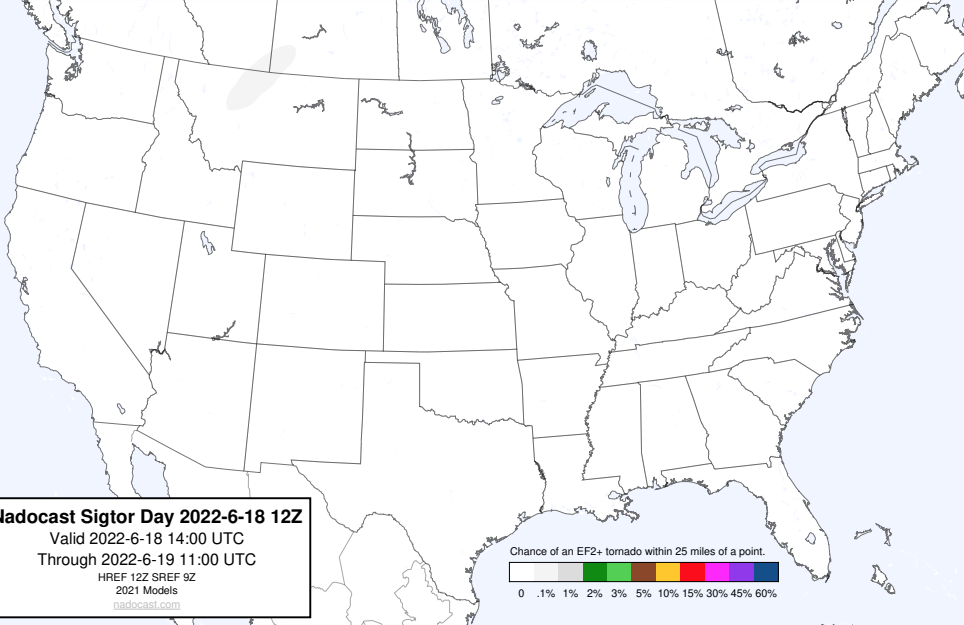 Nadocast Sigtor Day 2022-6-18 12Z
Valid 2022-6-18 14:00 UTC
Through 2022-6-19 11:00 UTC
HREF 12Z SREF 9Z
2021 Models
nadocast.com
Chance of an EF2+ tornado within 25 miles of a point.
0 .1% 1% 2% 3% 5% 10% 15% 30% 45% 60%